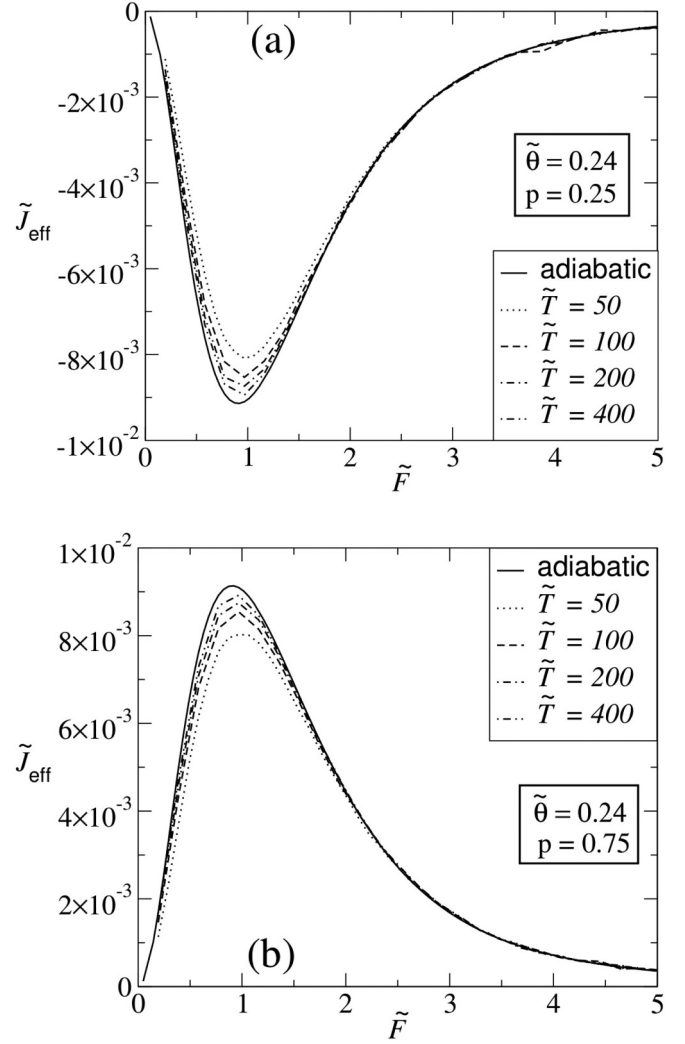 0
(a)
-2×10⁻³
-4×10⁻³
-6×10⁻³
-8×10⁻³
-1×10⁻²
J̃eff
θ̃ = 0.24
p = 0.25
adiabatic
T̃ = 50
T̃ = 100
T̃ = 200
T̃ = 400
0 1 2 3 4 5
F̃
1×10⁻²
8×10⁻³
6×10⁻³
4×10⁻³
2×10⁻³
0
J̃eff
adiabatic
T̃ = 50
T̃ = 100
T̃ = 200
T̃ = 400
θ̃ = 0.24
p = 0.75
(b)
0 1 2 3 4 5
F̃